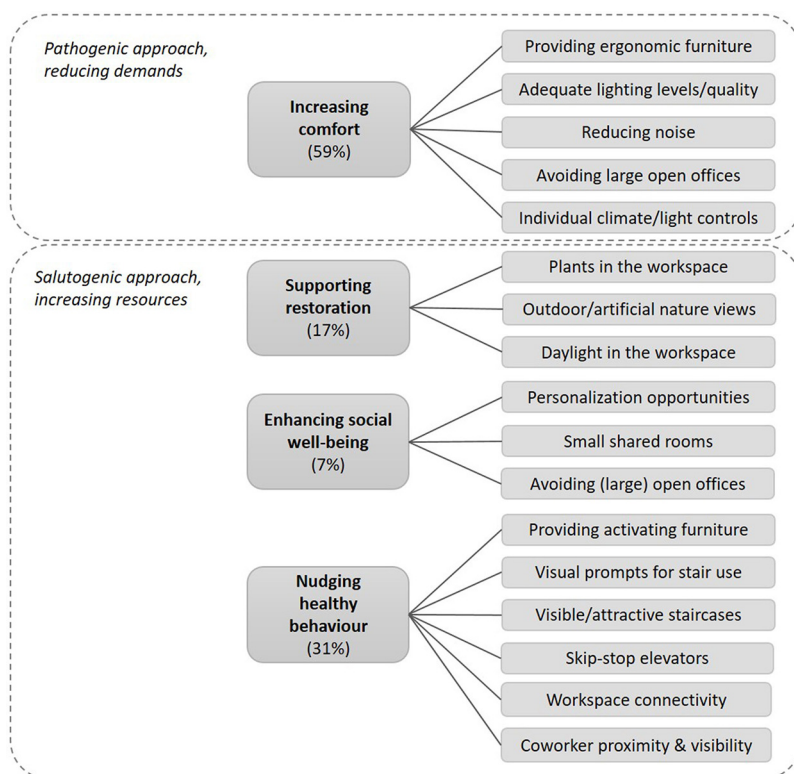 Pathogenic approach,
reducing demands
Increasing
comfort
(59%)
Providing ergonomic furniture
Adequate lighting levels/quality
Reducing noise
Avoiding large open offices
Individual climate/light controls
Salutogenic approach,
increasing resources
Supporting
restoration
(17%)
Plants in the workspace
Outdoor/artificial nature views
Daylight in the workspace
Enhancing social
well-being
(7%)
Personalization opportunities
Small shared rooms
Avoiding (large) open offices
Nudging
healthy
behaviour
(31%)
Providing activating furniture
Visual prompts for stair use
Visible/attractive staircases
Skip-stop elevators
Workspace connectivity
Coworker proximity & visibility